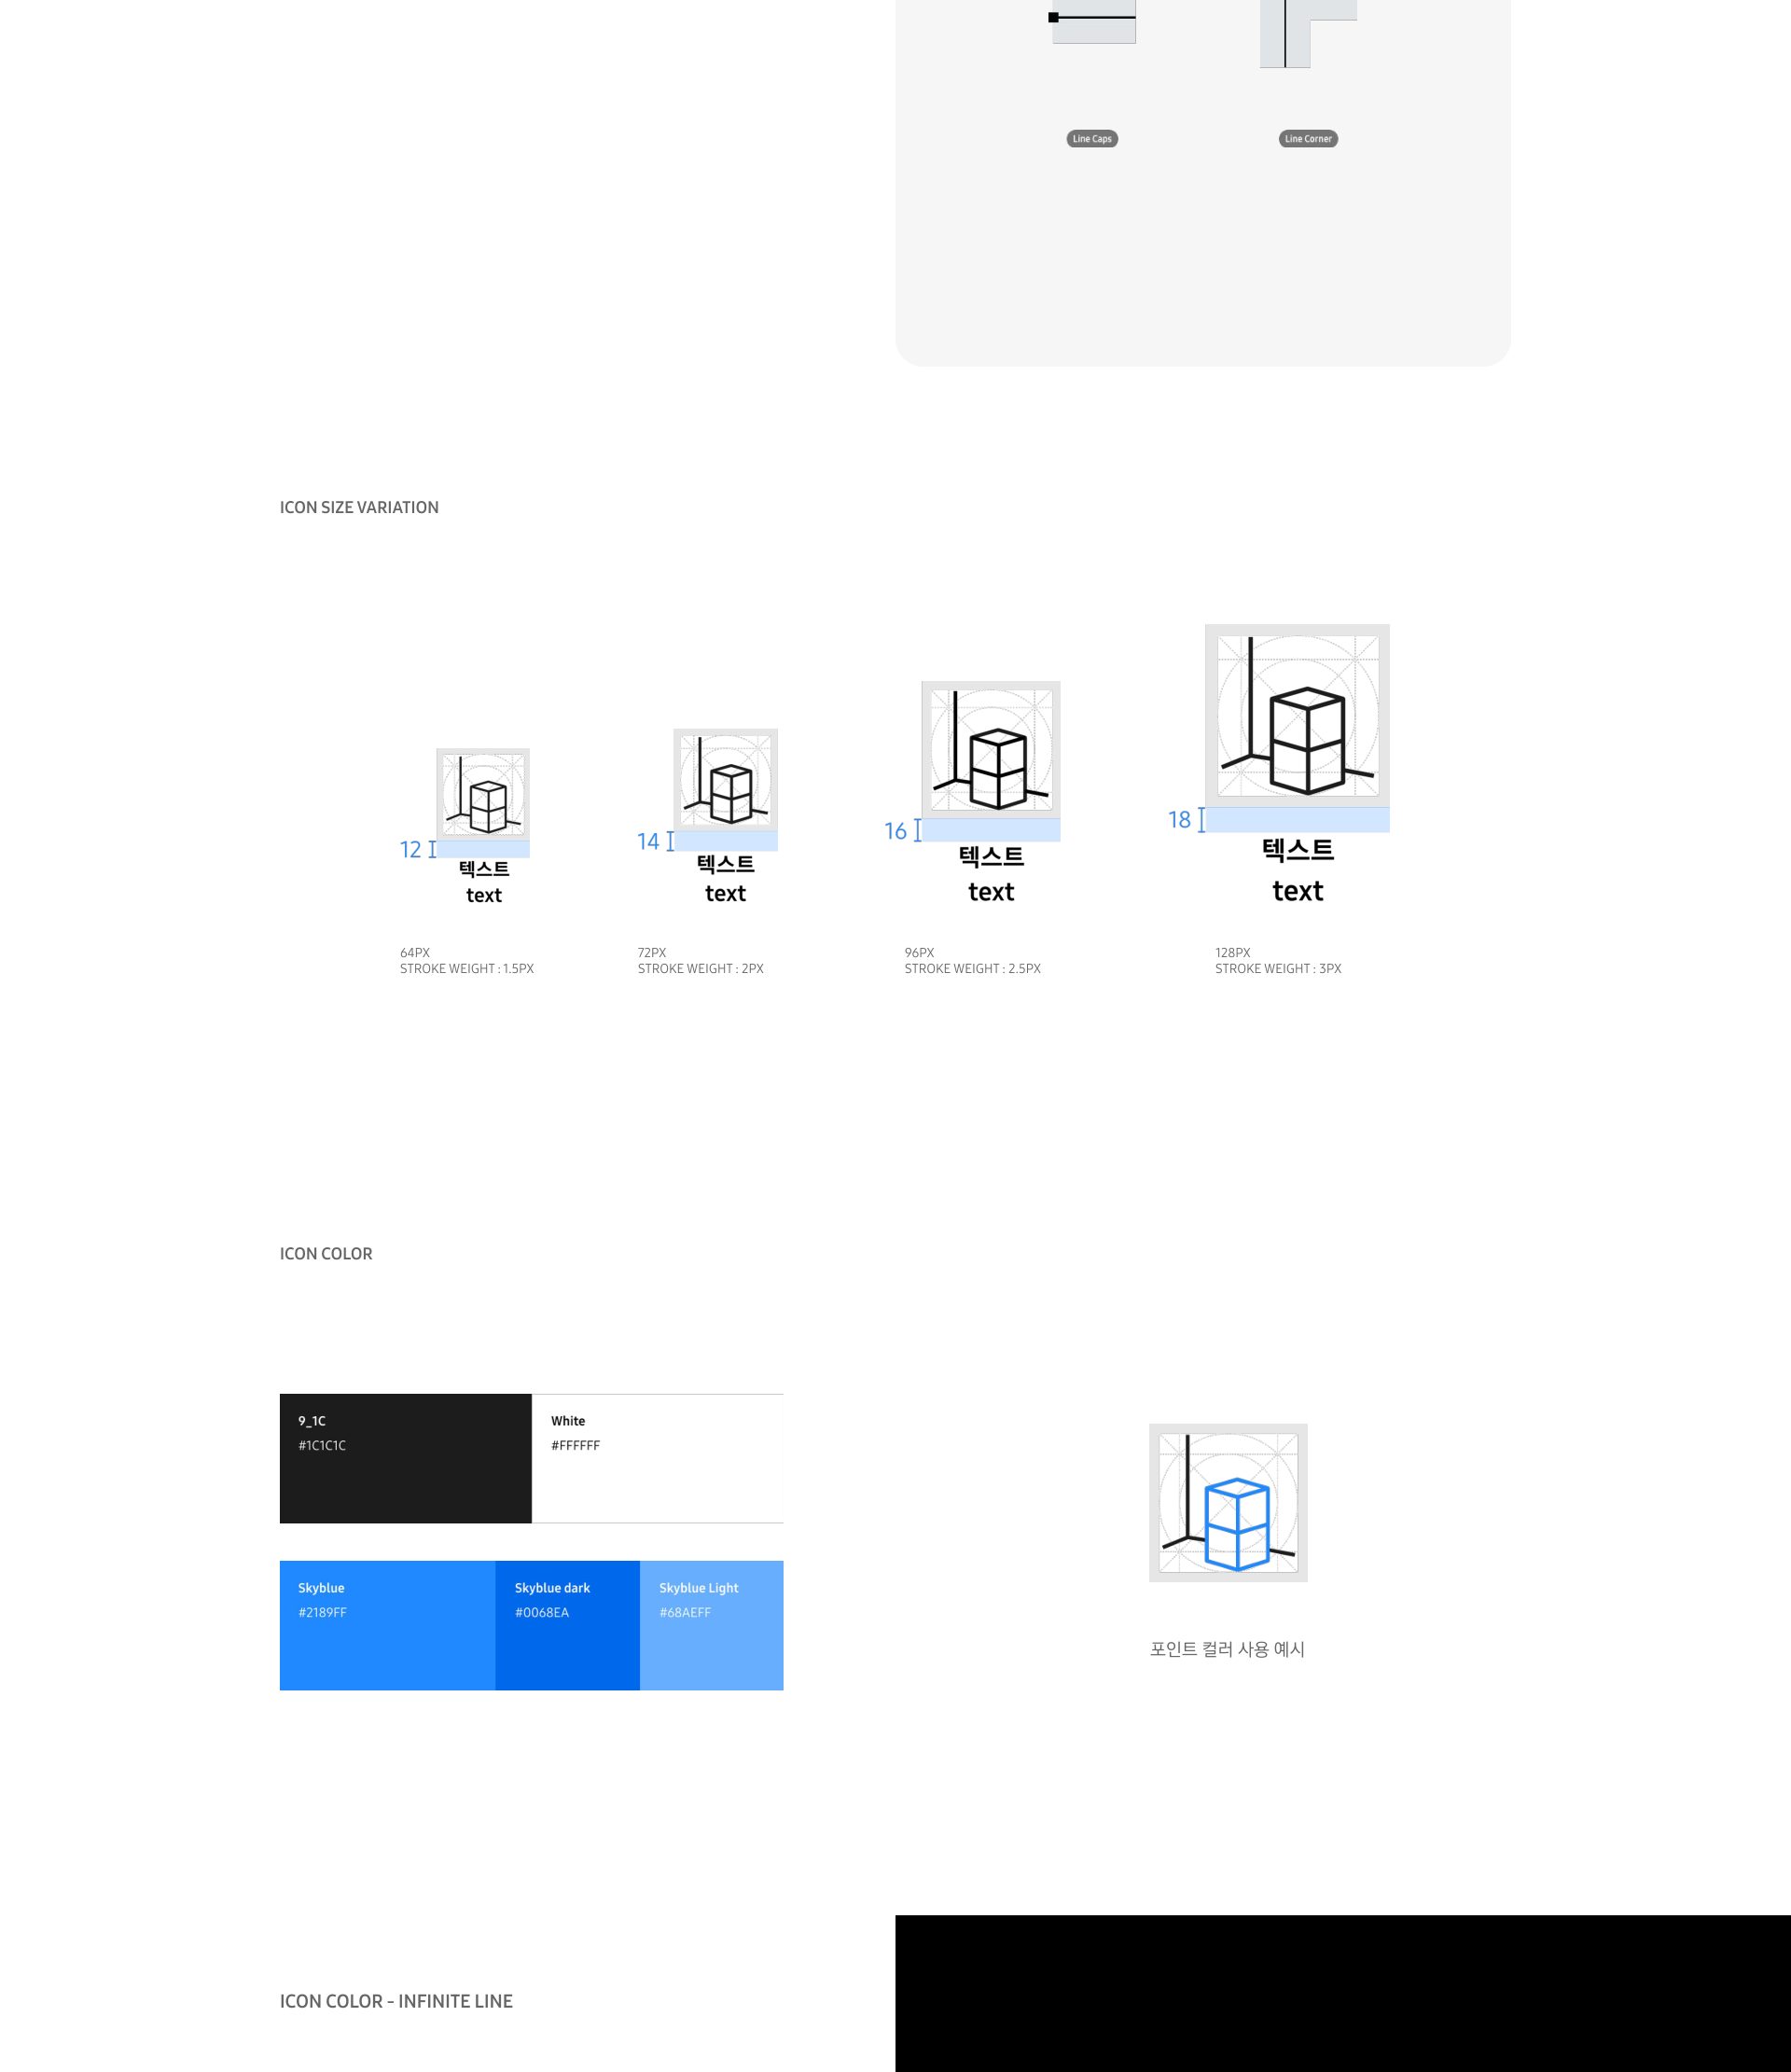 Line Caps
Line Corner
ICON SIZE VARIATION
12
텍스트
text
64PX
STROKE WEIGHT : 1.5PX
14
텍스트
text
72PX
STROKE WEIGHT : 2PX
16
텍스트
text
96PX
STROKE WEIGHT : 2.5PX
18
텍스트
text
128PX
STROKE WEIGHT : 3PX
ICON COLOR
9_1C
#1C1C1C
White
#FFFFFF
Skyblue
#2189FF
Skyblue dark
#0068EA
Skyblue Light
#68AEFF
포인트 컬러 사용 예시
ICON COLOR - INFINITE LINE